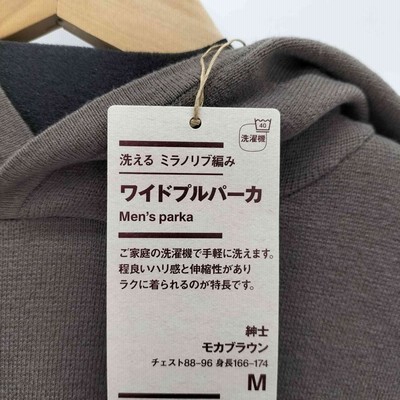 40
洗濯機
洗える ミラノリブ編み
ワイドプルパーカ
Men's parka
ご家庭の洗濯機で手軽に洗えます。
程良いハリ感と伸縮性があり
ラクに着られるのが特長です。
紳士
モカブラウン
チェスト88-96 身長166-174
M